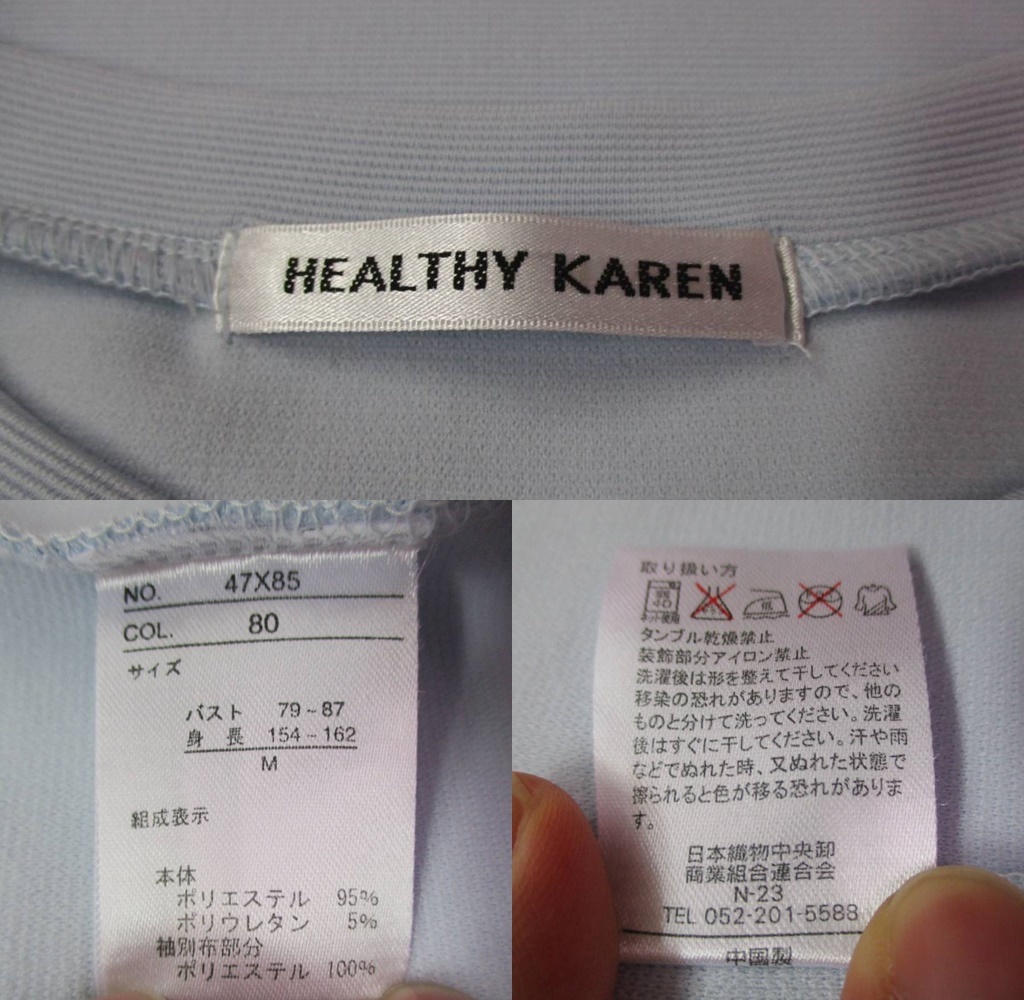 HEALTHY KAREN
NO. 47X85
COL. 80
サイズ
バスト 79~87
身 長 154~162
M
組成表示
本体
ポリエステル 95%
ポリウレタン 5%
袖別布部分
ポリエステル 100%
取り扱い方
40
ネット使用
低
タンブル乾燥禁止
装飾部分アイロン禁止
洗濯後は形を整えて干してください
移染の恐れがありますので、他の
ものと分けて洗ってください。洗濯
後はすぐに干してください。汗や雨
などでぬれた時、又ぬれた状態で
擦られると色が移る恐れがありま
す。
日本織物中央卸
商業組合連合会
N-23
TEL 052-201-5588
中国製